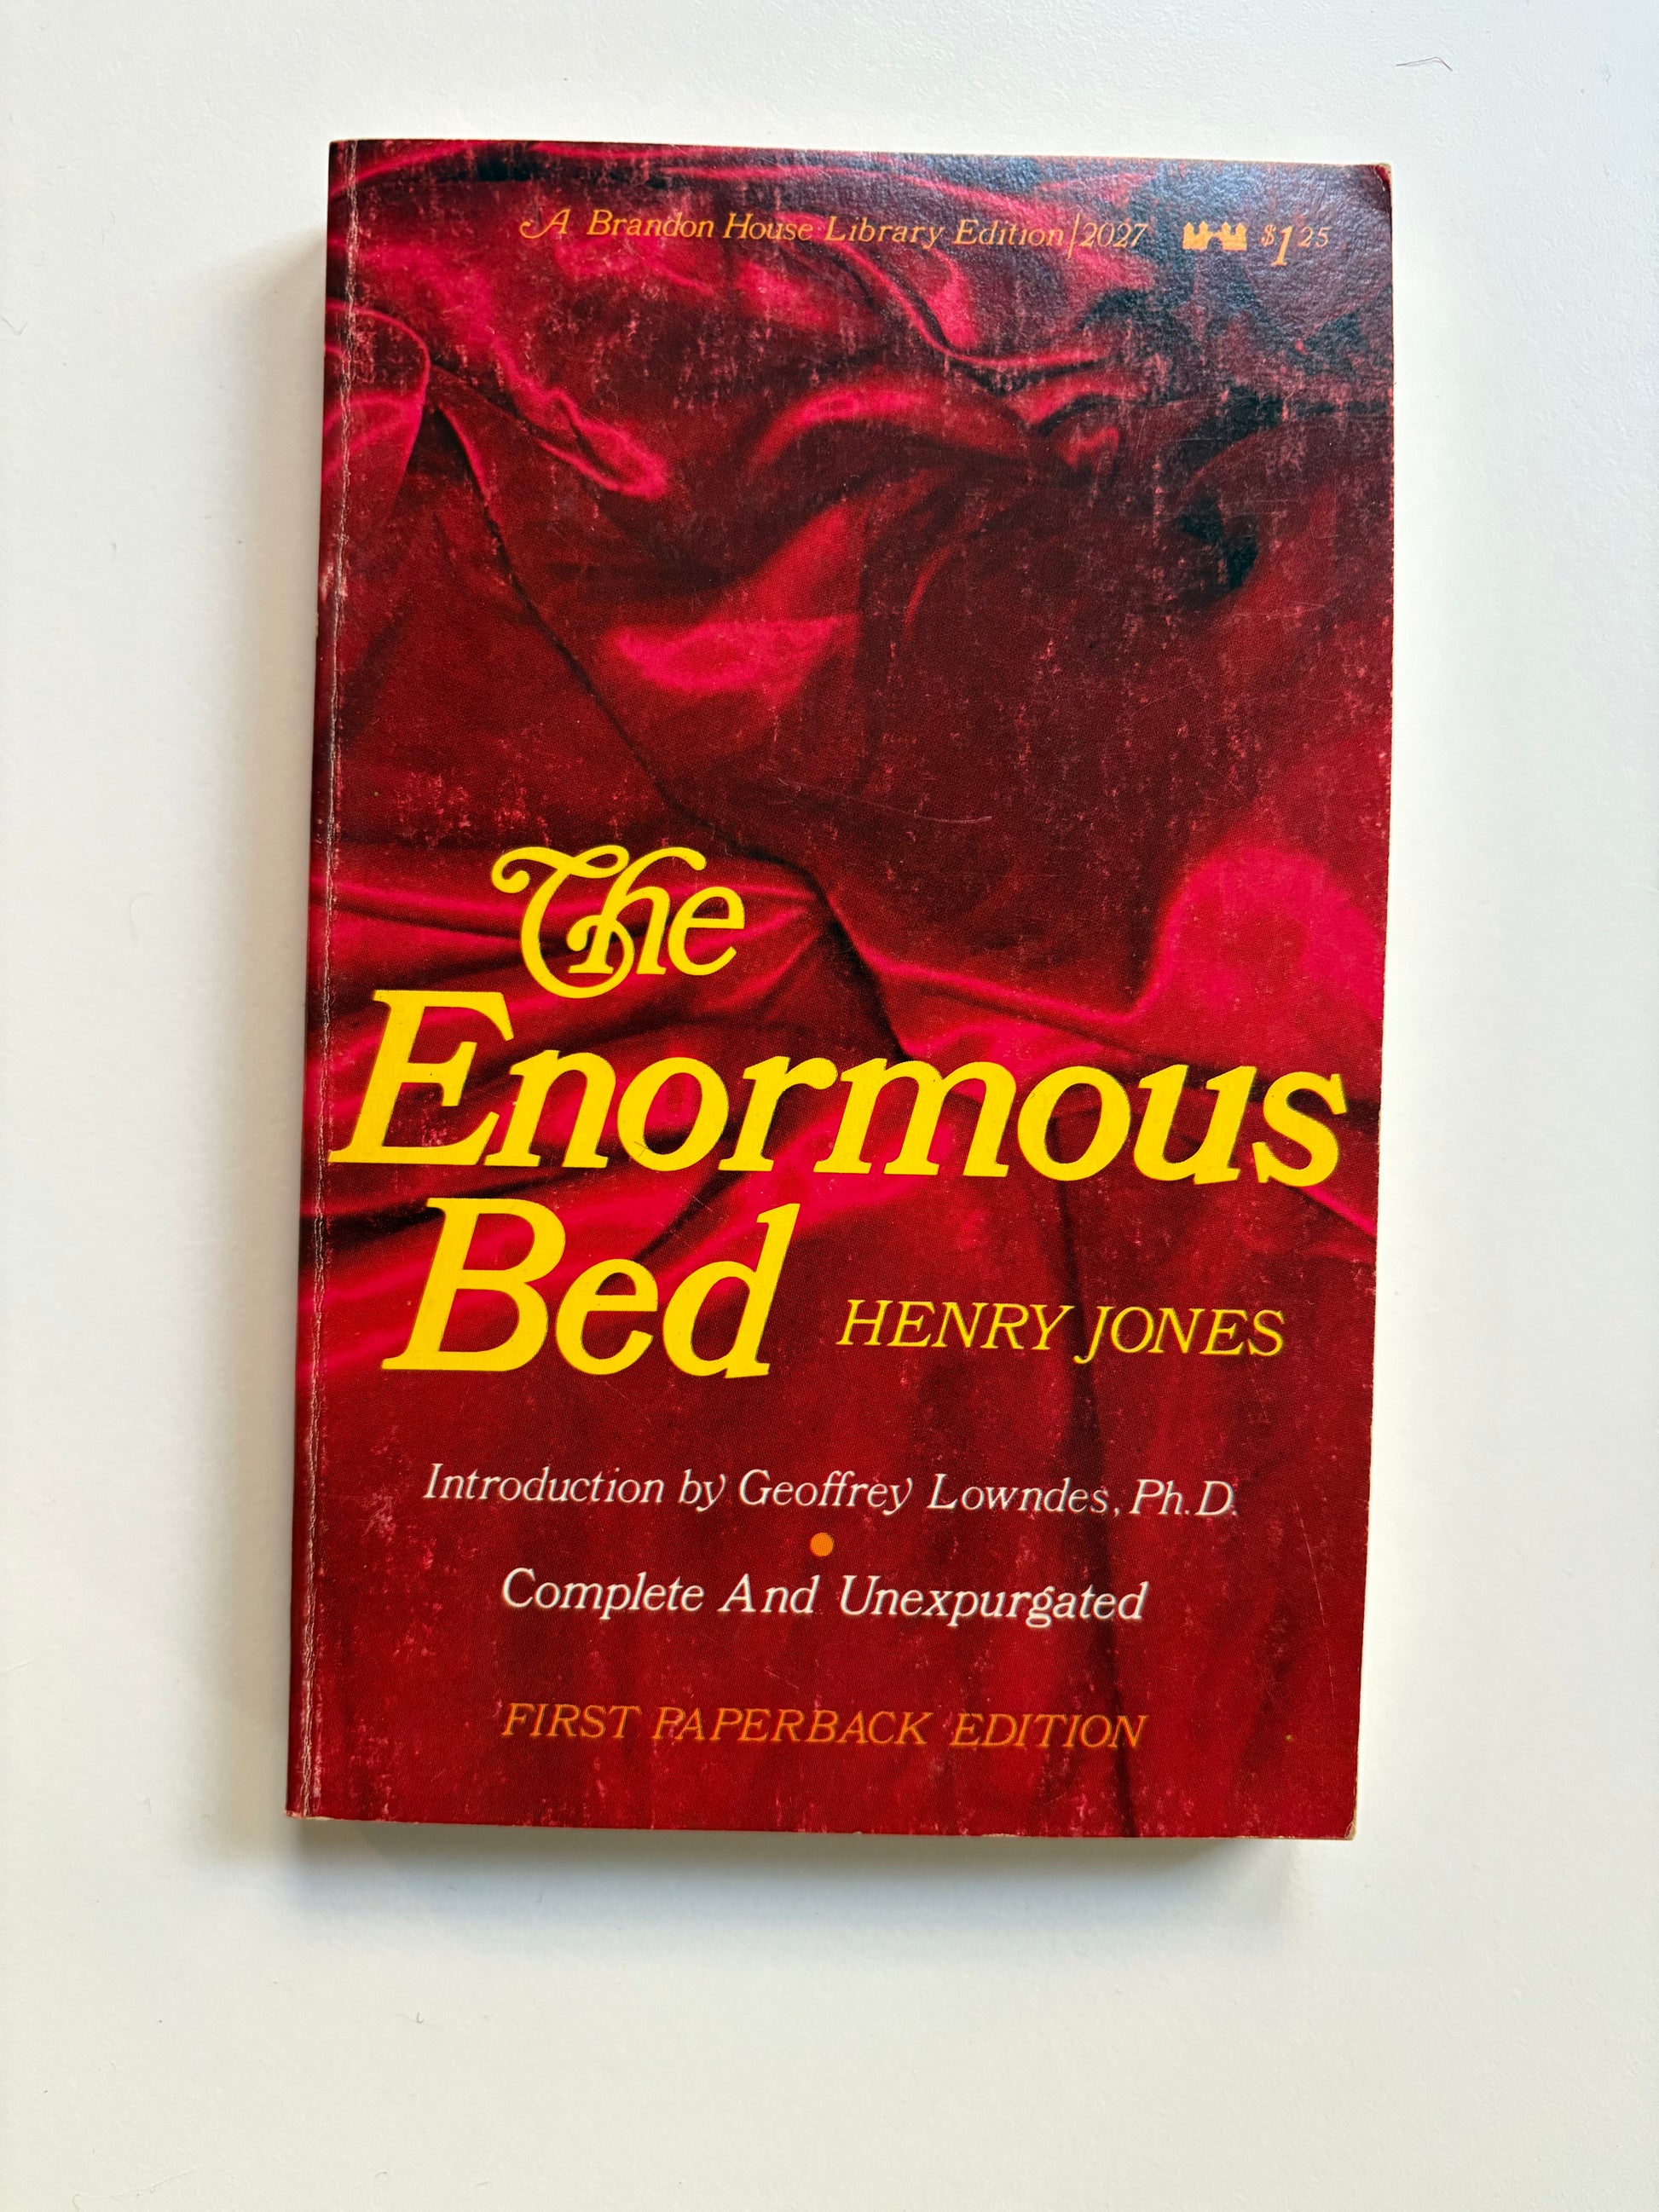 A Brandon House Library Edition|2027 $1 25
The
Enormous
Bed HENRY JONES
Introduction by Geoffrey Lowndes, Ph.D.
Complete And Unexpurgated
FIRST PAPERBACK EDITION